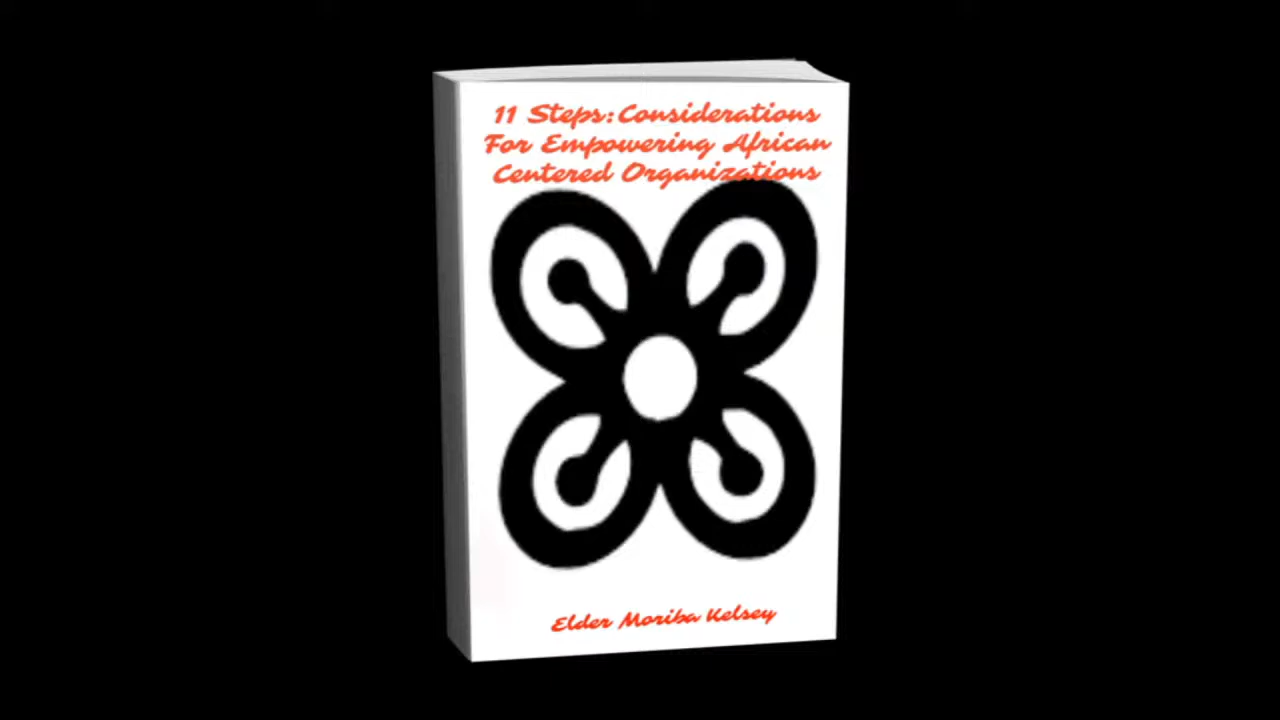 11 Steps: Considerations
For Empowering African
Centered Organizations
Elder Moriba Kelsey